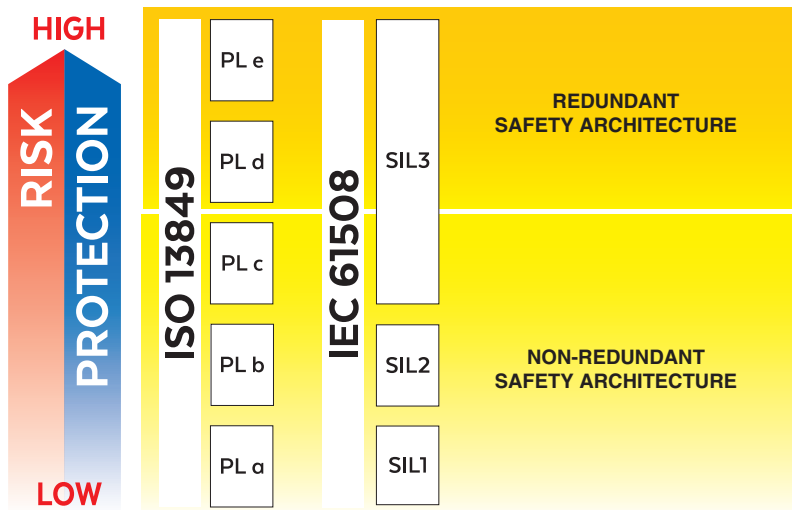 HIGH
RISK
PROTECTION
LOW
ISO 13849
PL e
PL d
PL c
PL b
PL a
IEC 61508
SIL3
SIL2
SIL1
REDUNDANT
SAFETY ARCHITECTURE
NON-REDUNDANT
SAFETY ARCHITECTURE